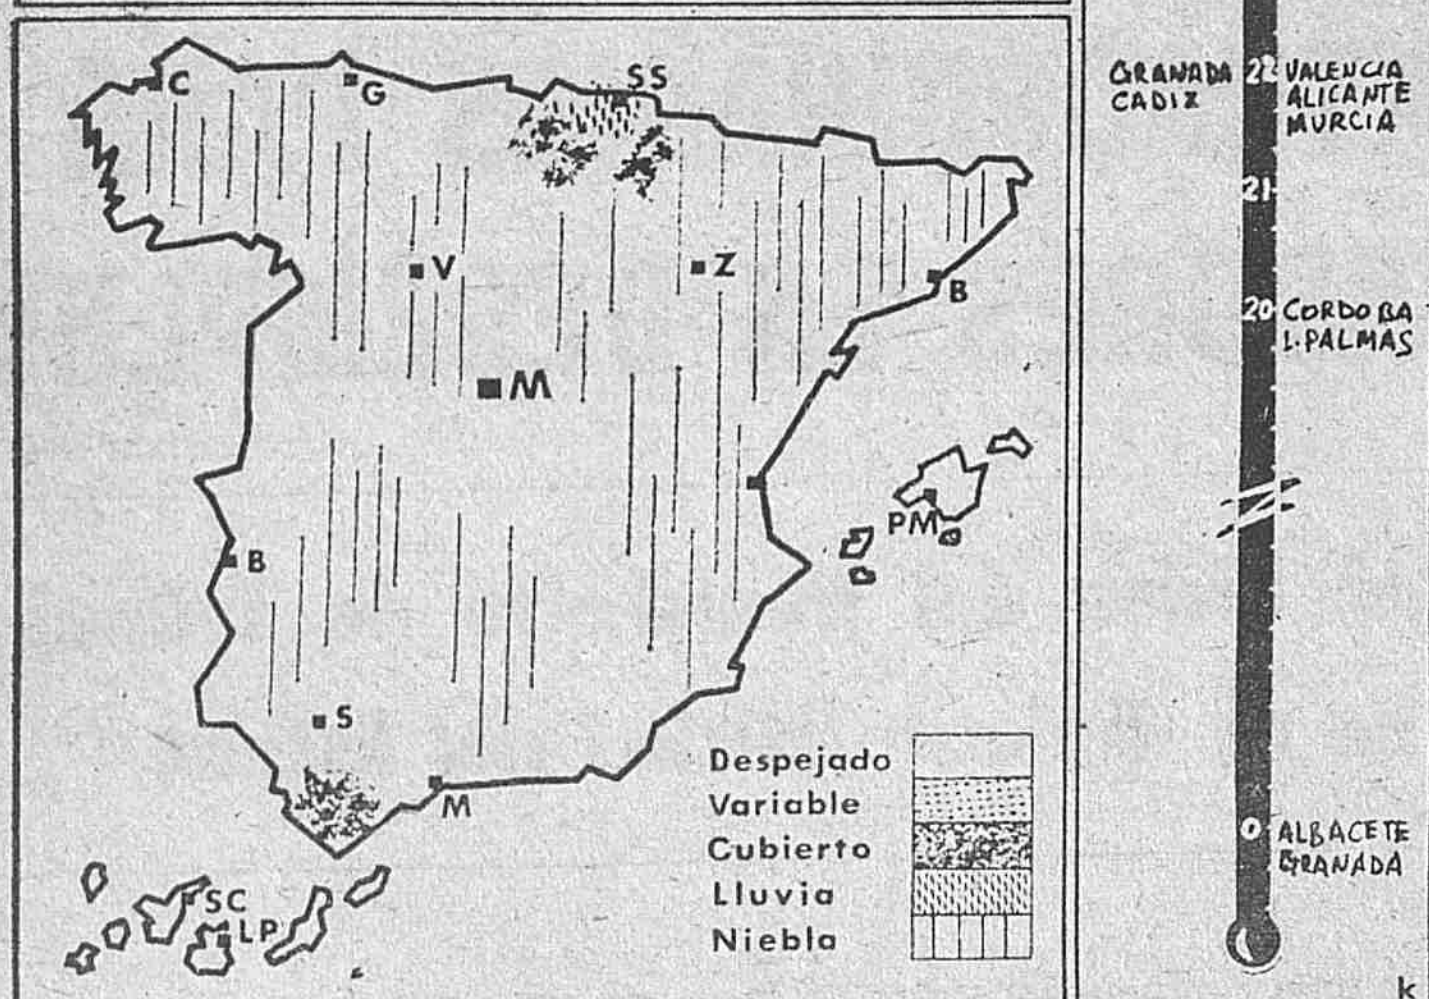 C
G
SS
V
Z
B
M
PM
B
S
M
SC
LP
Despejado
Variable
Cubierto
Lluvia
Niebla
GRANADA 22 VALENCIA
CADIZ ALICANTE
MURCIA
21
20 CORDOBA
L.PALMAS
0 ALBACETE
GRANADA
k